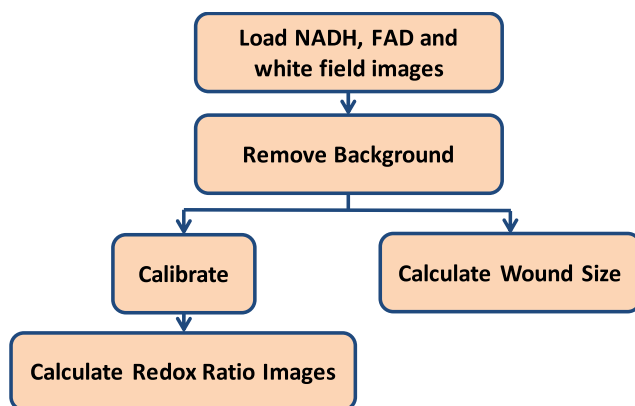 Load NADH, FAD and
white field images
Remove Background
Calibrate
Calculate Wound Size
Calculate Redox Ratio Images